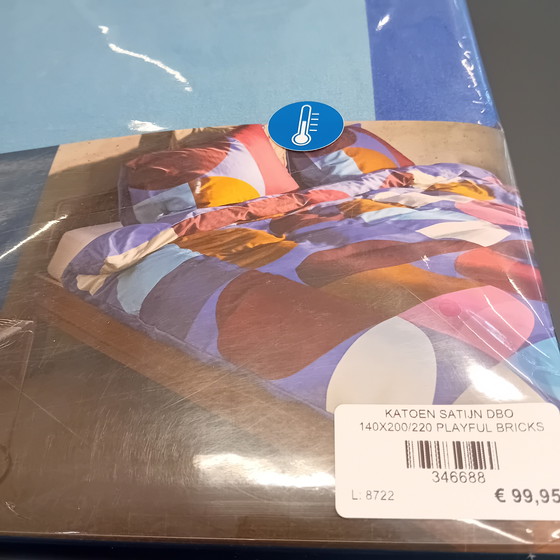 KATOEN SATIJN DBO
140X200/220 PLAYFUL BRICKS
346688
L: 8722
€ 99,95